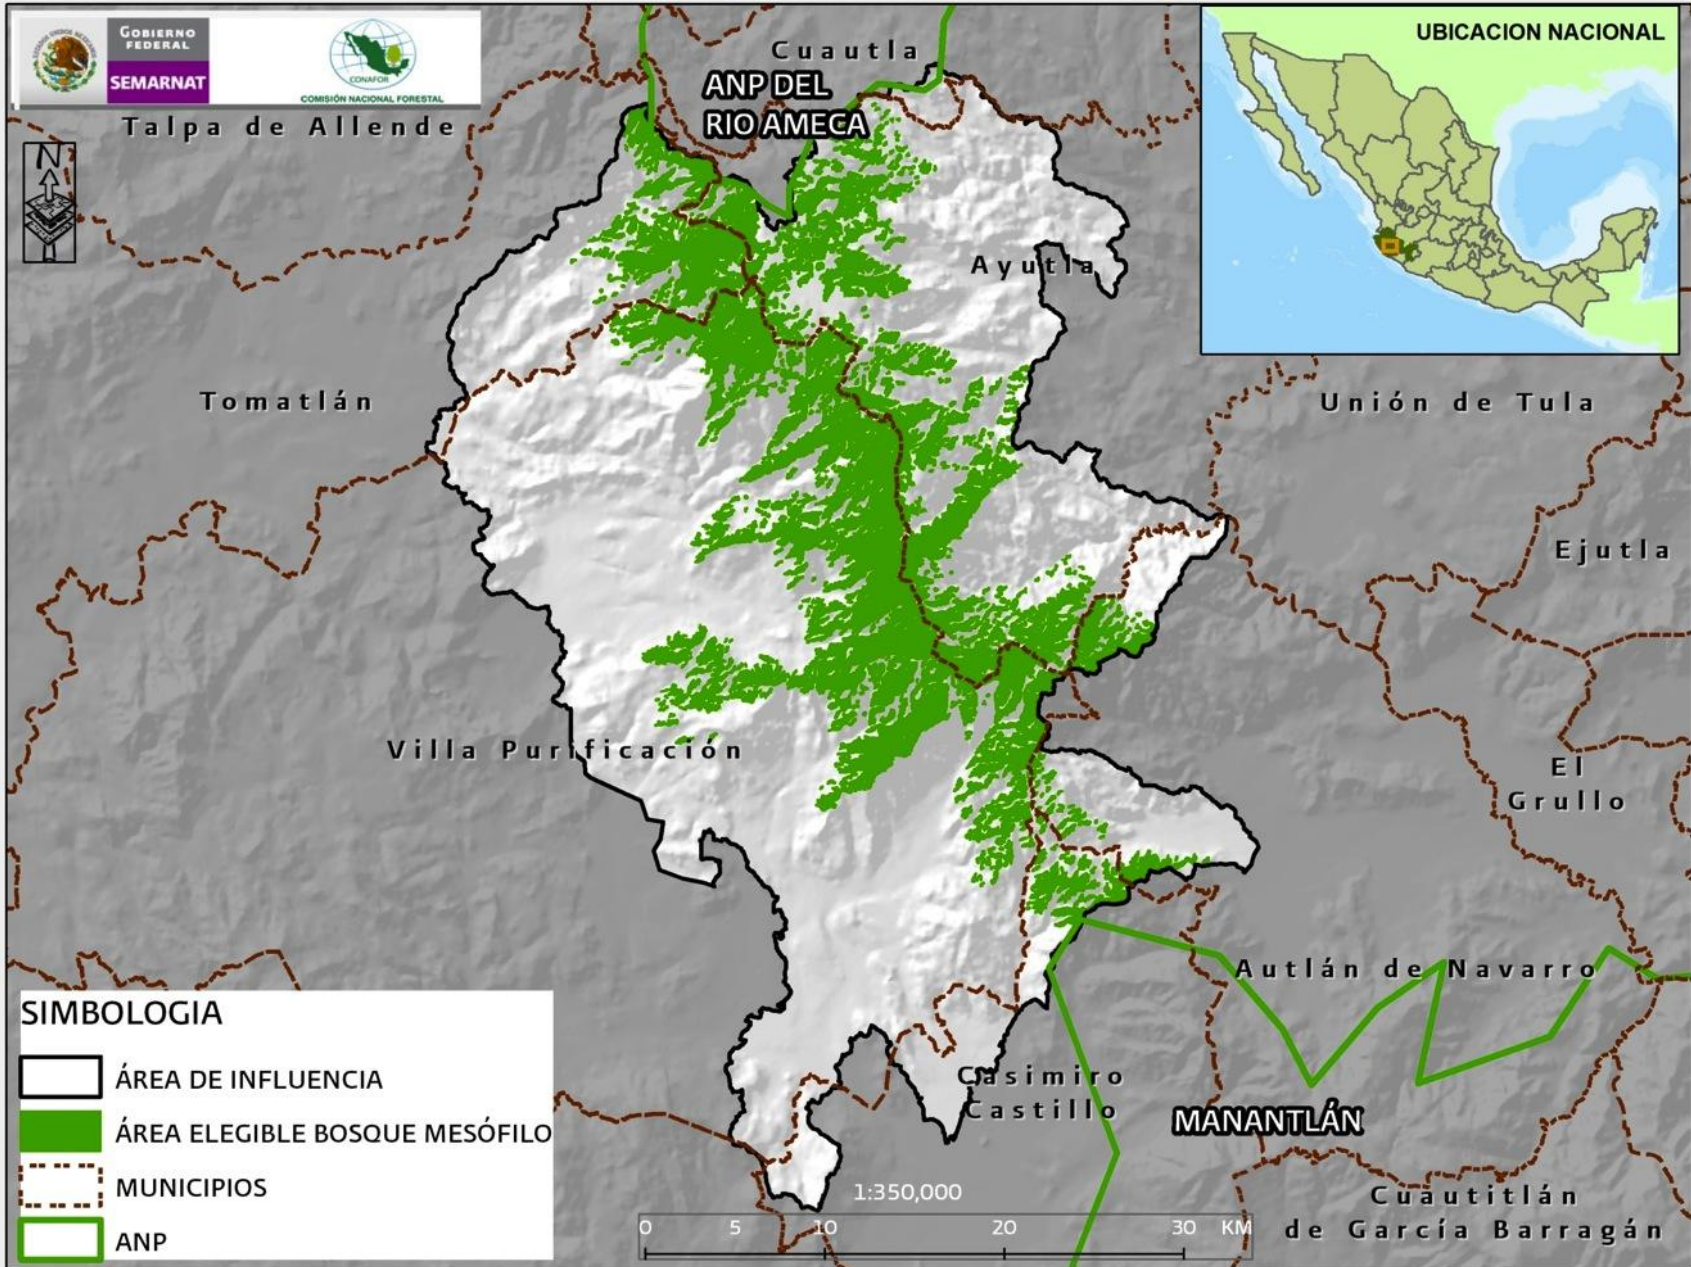 GOBIERNO
FEDERAL
SEMARNAT
CONAFOR
COMISIÓN NACIONAL FORESTAL
UBICACION NACIONAL
Cuautla
ANP DEL
RIO AMECA
Talpa de Allende
N
Ayutla
Tomatlán
Unión de Tula
Ejutla
Villa Purificación
El
Grullo
Autlán de Navarro
Casimiro
Castillo
MANANTLÁN
Cuautitlán
de García Barragán
SIMBOLOGIA
ÁREA DE INFLUENCIA
ÁREA ELEGIBLE BOSQUE MESÓFILO
MUNICIPIOS
ANP
1:350,000
0 5 10 20 30 KM